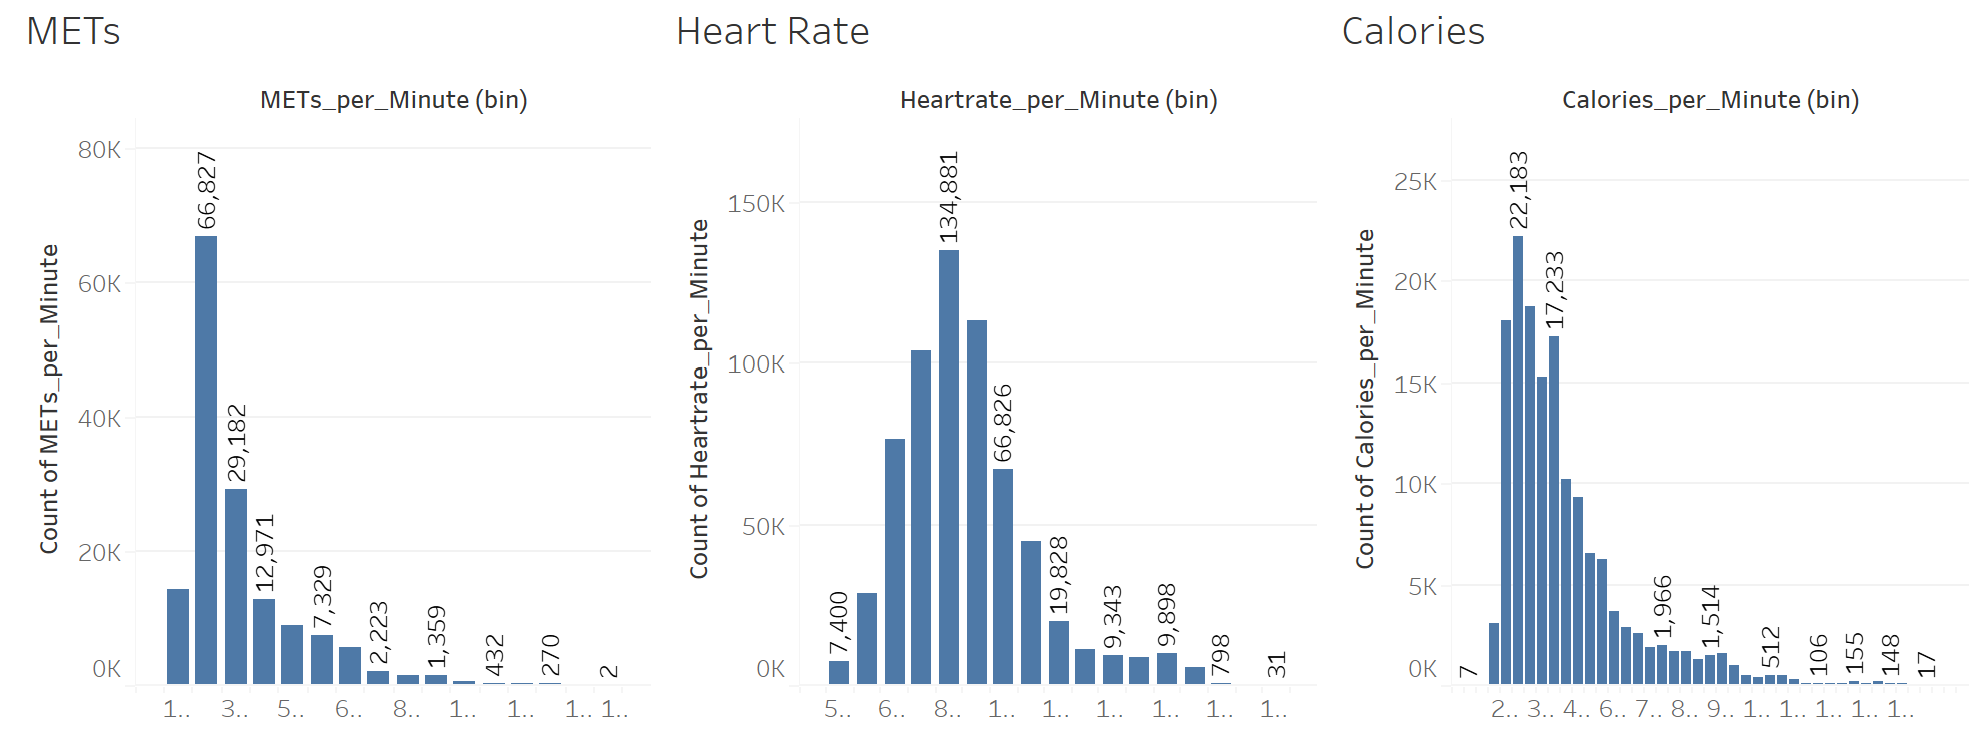 METs
METs_per_Minute (bin)
Count of METs_per_Minute
80K
60K
40K
20K
0K
66,827
29,182
12,971
7,329
2,223
1,359
432
270
2
1.. 3.. 5.. 6.. 8.. 1.. 1.. 1.. 1..
Heart Rate
Heartrate_per_Minute (bin)
Count of Heartrate_per_Minute
150K
100K
50K
0K
7,400
134,881
66,826
19,828
9,343
9,898
798
31
5.. 6.. 8.. 1.. 1.. 1.. 1.. 1.. 1..
Calories
Calories_per_Minute (bin)
Count of Calories_per_Minute
25K
20K
15K
10K
5K
0K
7
22,183
17,233
1,966
1,514
512
106
155
148
17
2.. 3.. 4.. 6.. 7.. 8.. 9.. 1.. 1.. 1.. 1.. 1..